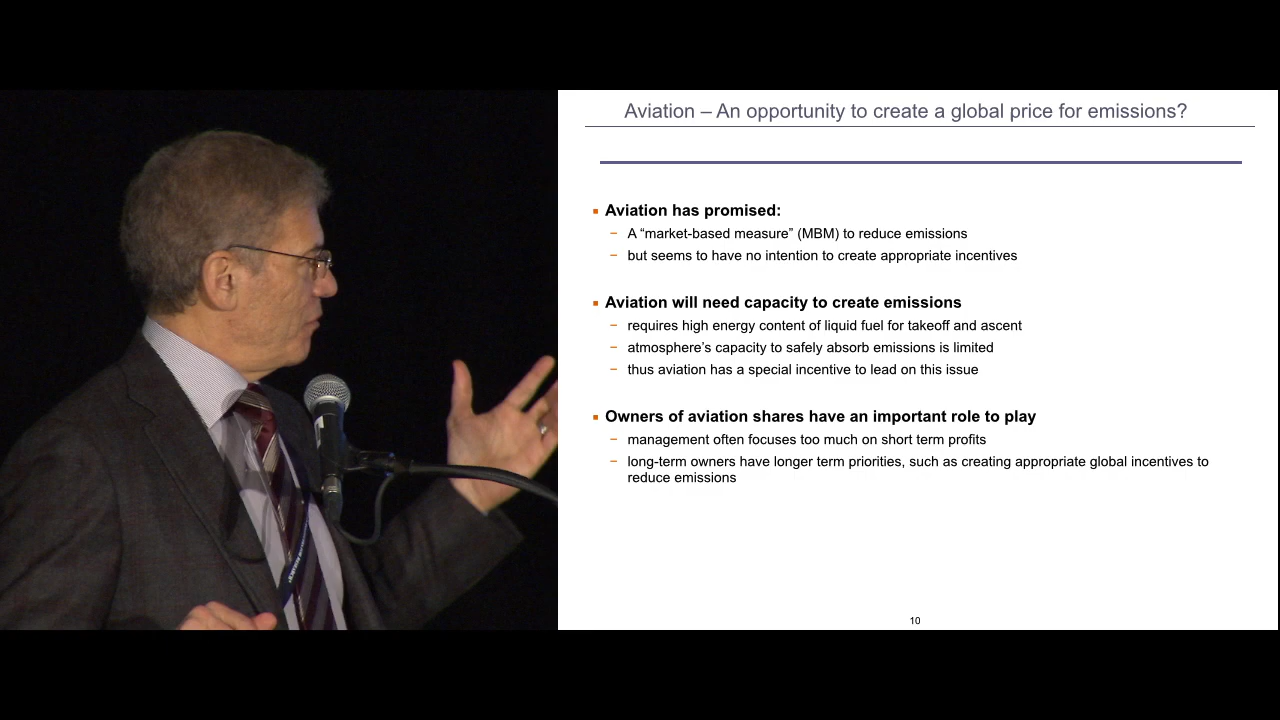 Aviation – An opportunity to create a global price for emissions?
▪ Aviation has promised:
– A “market-based measure” (MBM) to reduce emissions
– but seems to have no intention to create appropriate incentives
▪ Aviation will need capacity to create emissions
– requires high energy content of liquid fuel for takeoff and ascent
– atmosphere’s capacity to safely absorb emissions is limited
– thus aviation has a special incentive to lead on this issue
▪ Owners of aviation shares have an important role to play
– management often focuses too much on short term profits
– long-term owners have longer term priorities, such as creating appropriate global incentives to
reduce emissions
10